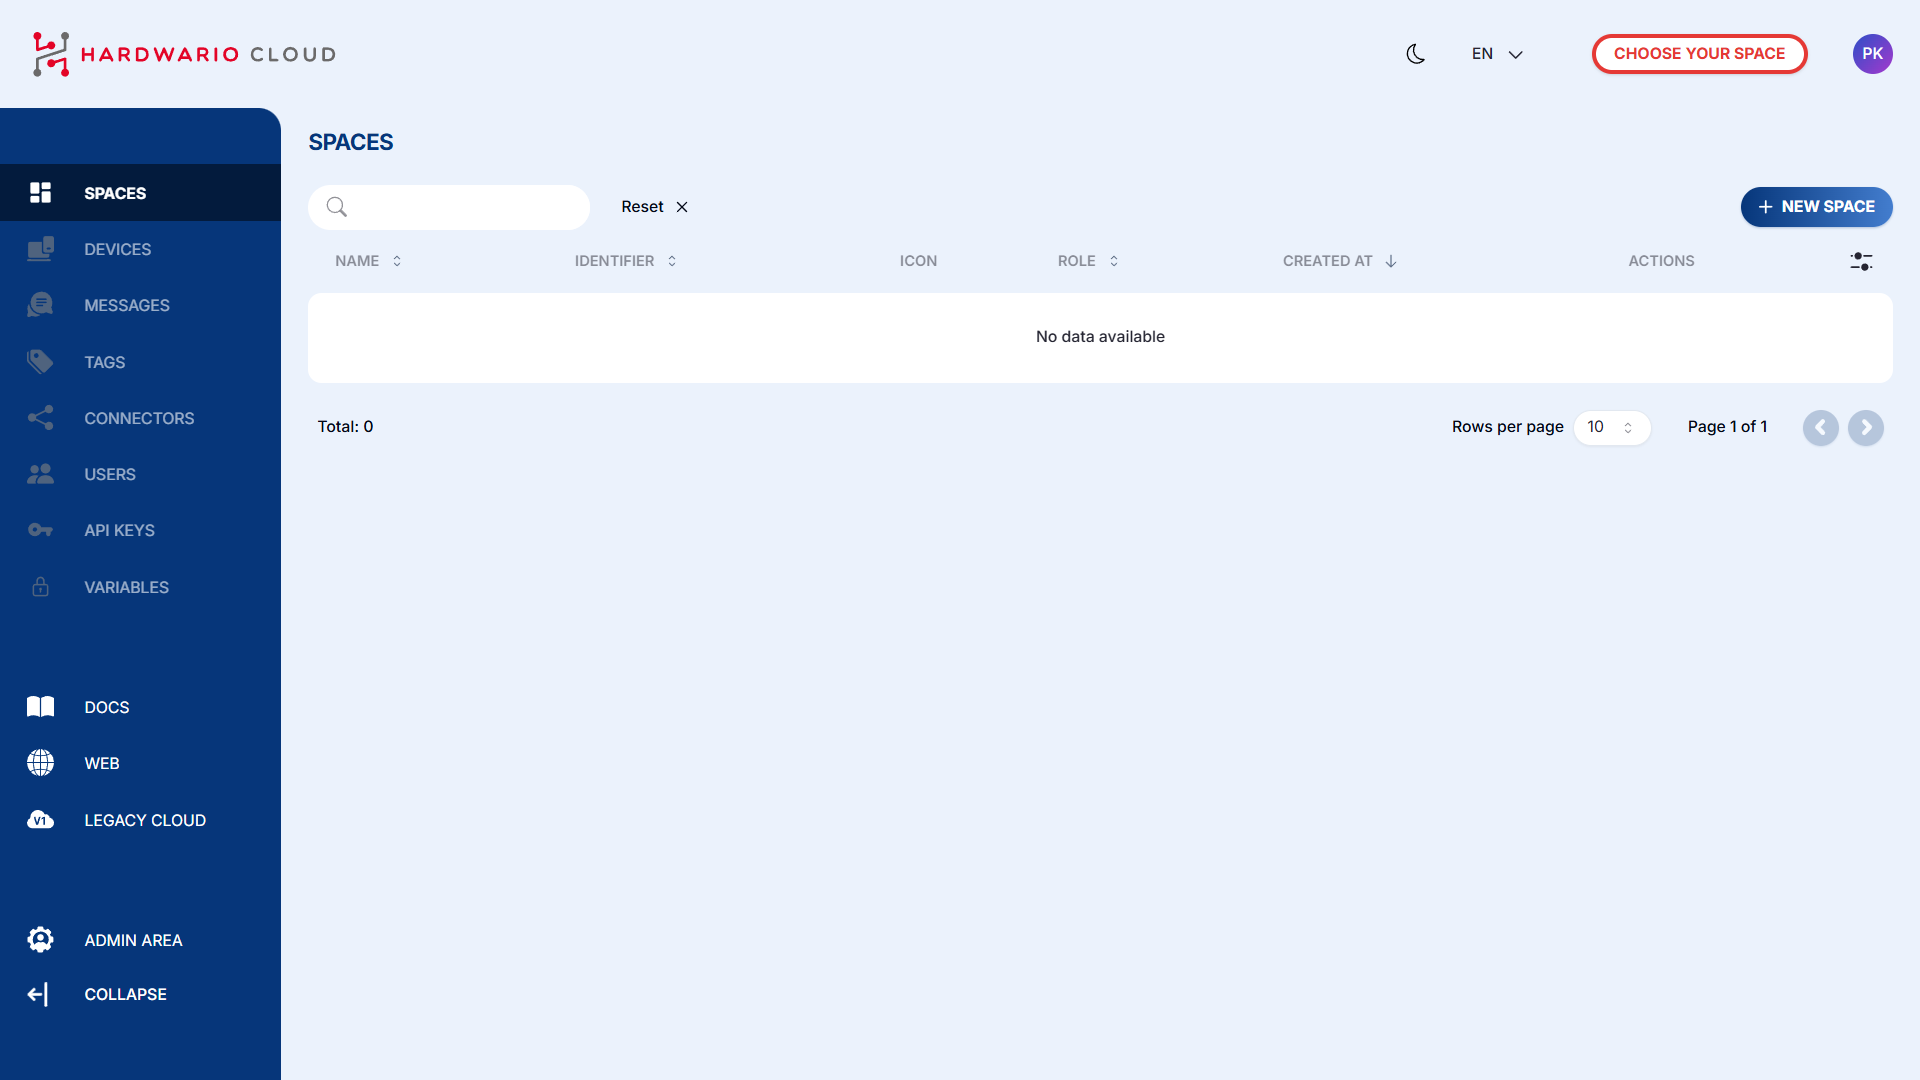 HARDWARIO CLOUD
EN
CHOOSE YOUR SPACE
PK
SPACES
SPACES
DEVICES
MESSAGES
TAGS
CONNECTORS
USERS
API KEYS
VARIABLES
DOCS
WEB
V1
LEGACY CLOUD
ADMIN AREA
COLLAPSE
Reset
NEW SPACE
NAME IDENTIFIER ICON ROLE CREATED AT ACTIONS
No data available
Total: 0
Rows per page 10 Page 1 of 1